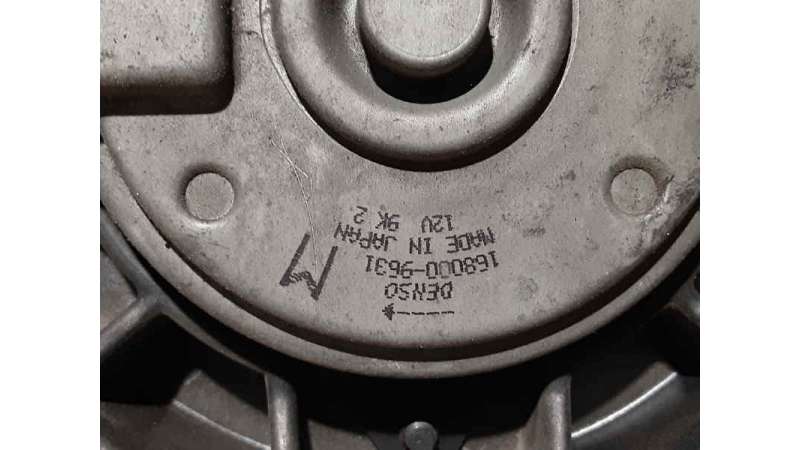 DENSO
168000-9631
MADE IN JAPAN
12V 9K 2
M